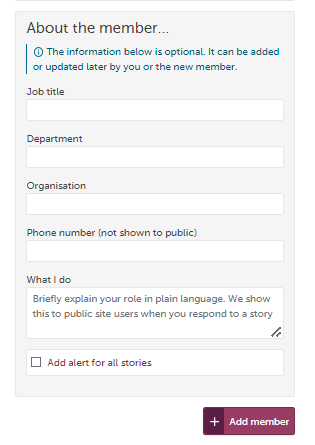 About the member...
The information below is optional. It can be added
or updated later by you or the new member.
Job title
Department
Organisation
Phone number (not shown to public)
What I do
Briefly explain your role in plain language. We show
this to public site users when you respond to a story
Add alert for all stories
+ Add member